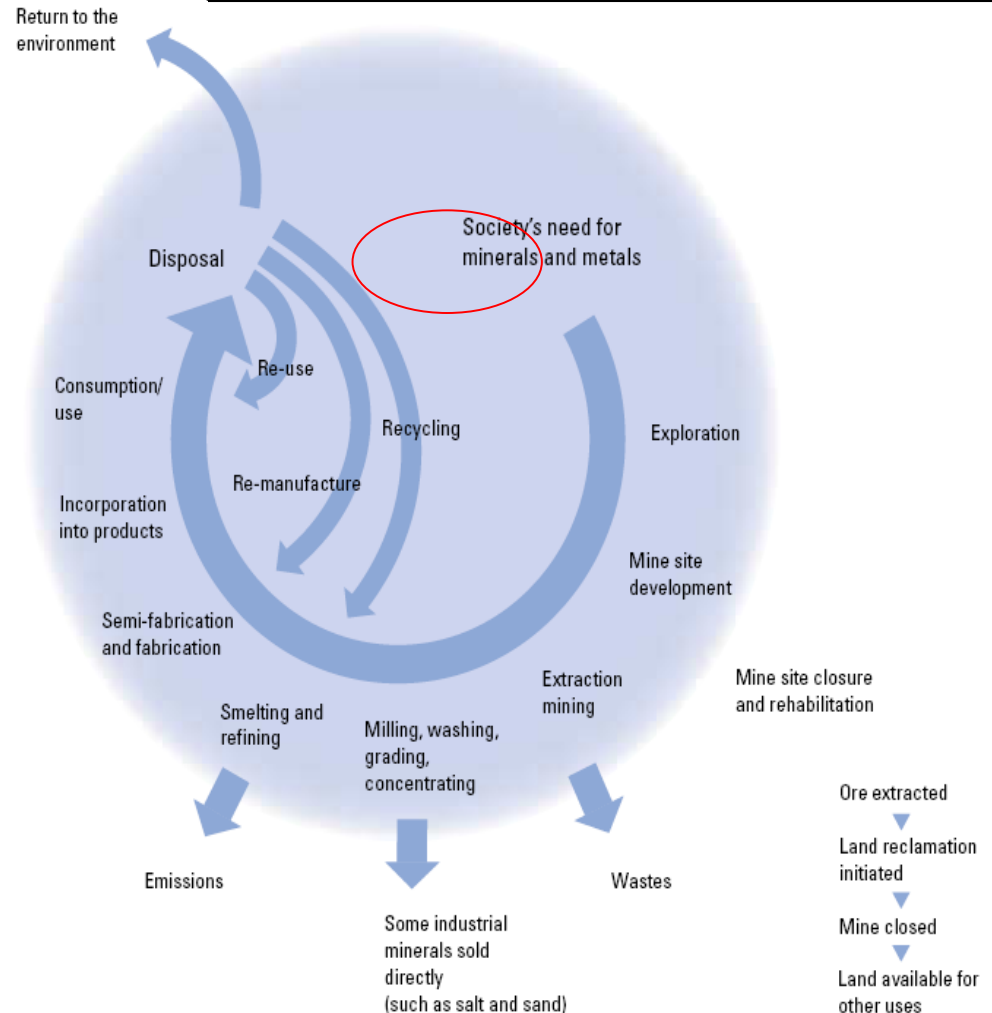 Return to the
environment
Society's need for
minerals and metals
Disposal
Re-use
Consumption/
use
Recycling
Exploration
Re-manufacture
Incorporation
into products
Mine site
development
Semi-fabrication
and fabrication
Extraction
mining
Mine site closure
and rehabilitation
Smelting and
refining
Milling, washing,
grading,
concentrating
Ore extracted
Land reclamation
initiated
Mine closed
Land available for
other uses
Emissions
Wastes
Some industrial
minerals sold
directly
(such as salt and sand)